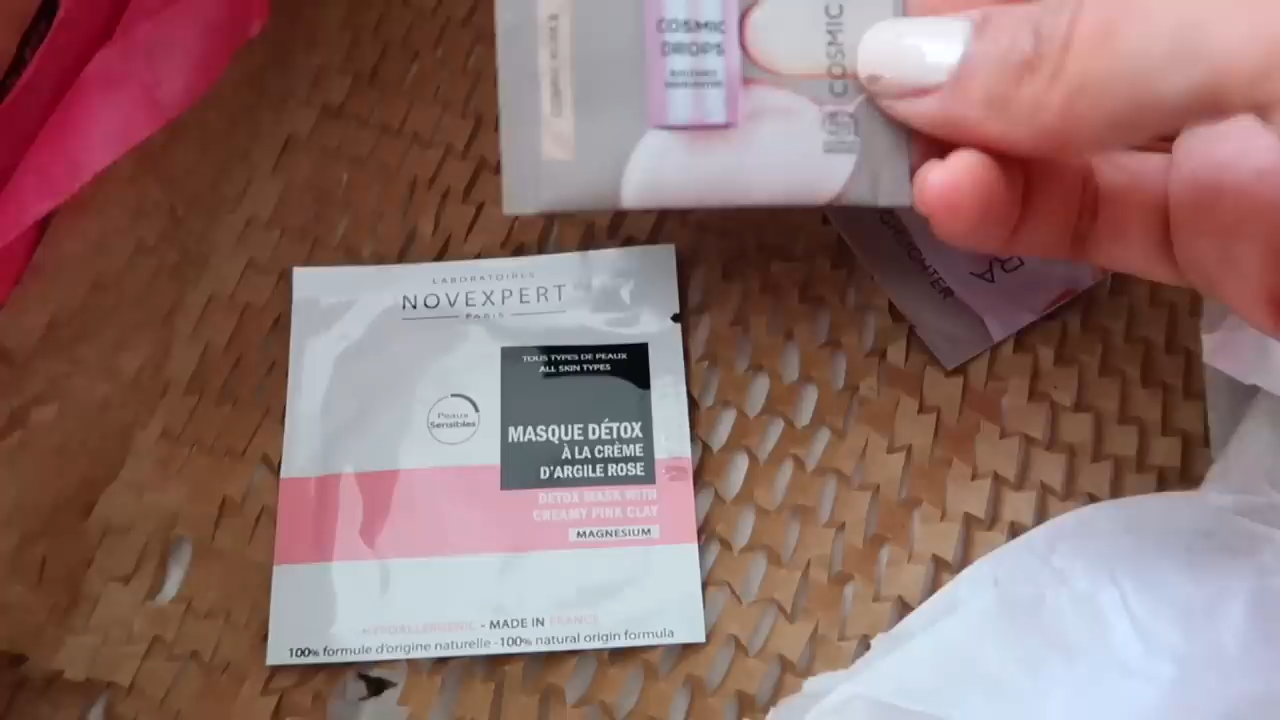 COSMIC
DROPS
COSMIC
LABORATOIRES
NOVEXPERT
PARIS
TOUS TYPES DE PEAUX
ALL SKIN TYPES
Peaux
Sensibles
MASQUE DÉTOX
À LA CRÈME
D'ARGILE ROSE
DETOX MASK WITH
CREAMY PINK CLAY
MAGNESIUM
HYPOALLERGENIC - MADE IN FRANCE
100% formule d'origine naturelle - 100% natural origin formula